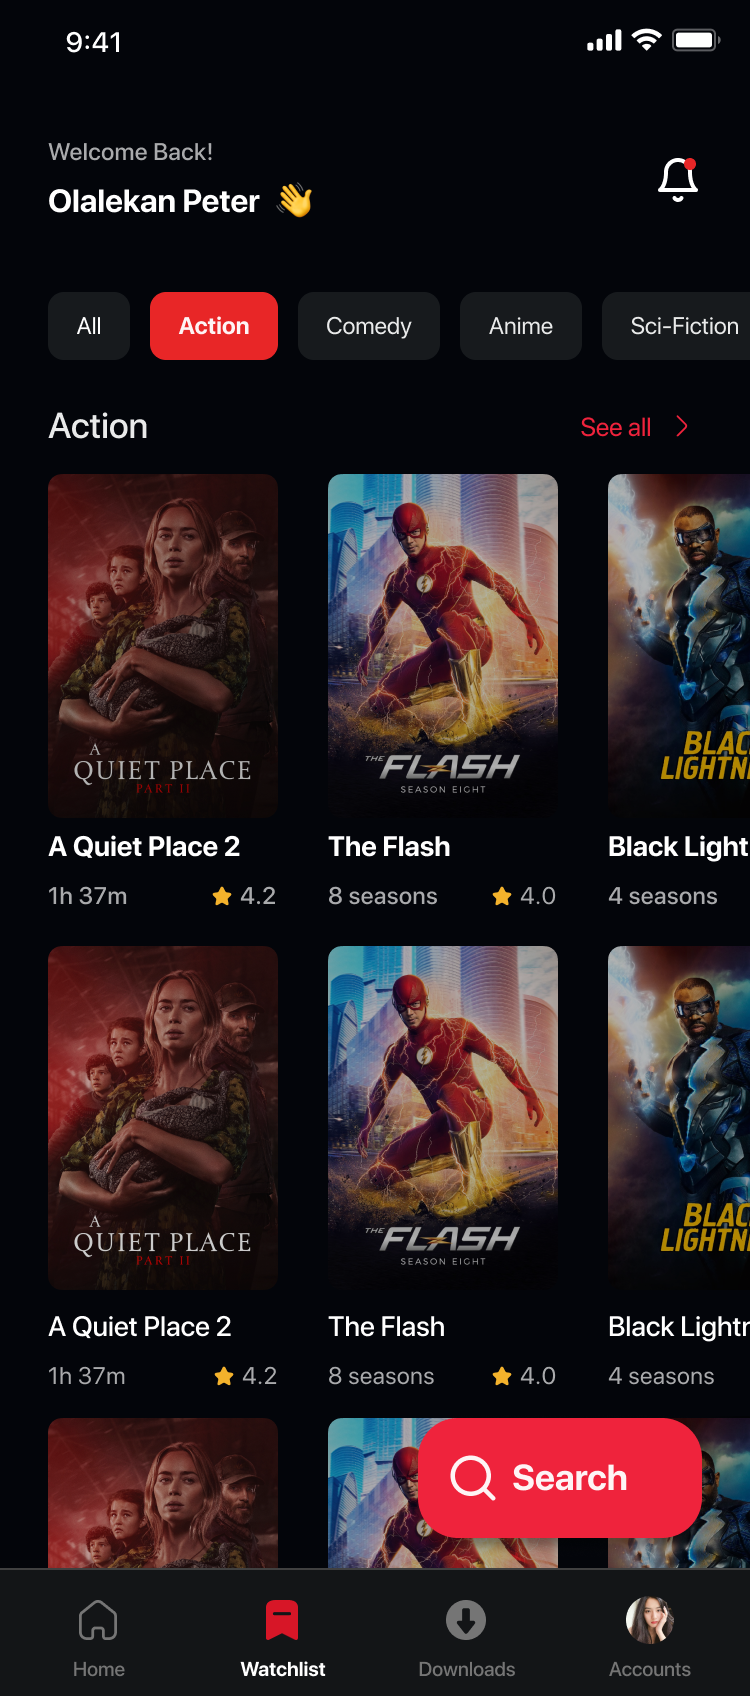 9:41
Welcome Back!
Olalekan Peter 👋
All
Action
Comedy
Anime
Sci-Fiction
Action
See all
A
QUIET PLACE
PART II
THE FLASH
SEASON EIGHT
BLAC
LIGHTN
A Quiet Place 2
The Flash
Black Light
1h 37m
4.2
8 seasons
4.0
4 seasons
A
QUIET PLACE
PART II
THE FLASH
SEASON EIGHT
BLAC
LIGHTN
A Quiet Place 2
The Flash
Black Lightn
1h 37m
4.2
8 seasons
4.0
4 seasons
Search
Home
Watchlist
Downloads
Accounts